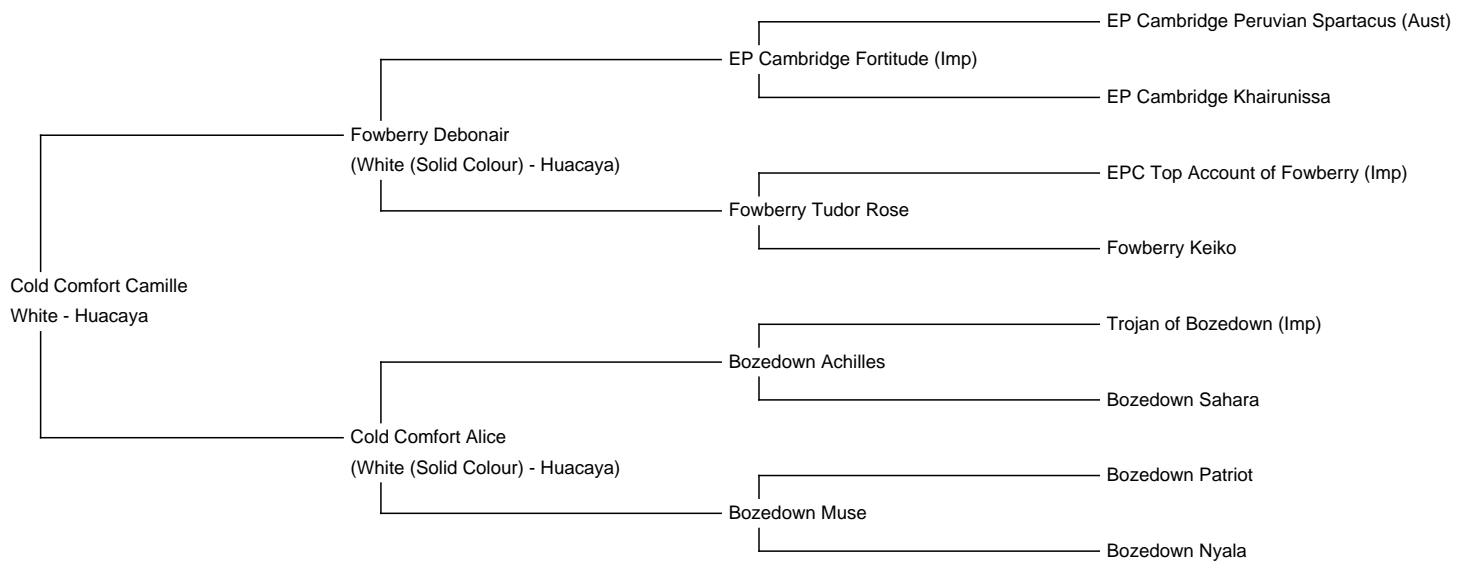 EP Cambridge Peruvian Spartacus (Aust)
EP Cambridge Fortitude (Imp)
EP Cambridge Khairunissa
Fowberry Debonair
(White (Solid Colour) - Huacaya)
EPC Top Account of Fowberry (Imp)
Fowberry Tudor Rose
Fowberry Keiko
Cold Comfort Camille
White - Huacaya
Trojan of Bozedown (Imp)
Bozedown Achilles
Bozedown Sahara
Cold Comfort Alice
(White (Solid Colour) - Huacaya)
Bozedown Patriot
Bozedown Muse
Bozedown Nyala